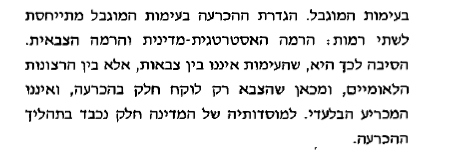 בעימות המוגבל. הגדרת ההכרעה בעימות המוגבל מתייחסת
לשתי רמות: הרמה האסטרטגית-מדינית והרמה הצבאית.
הסיבה לכך היא, שהעימות איננו בין צבאות, אלא בין הרצונות
הלאומיים, ומכאן שהצבא רק לוקח חלק בהכרעה, ואיננו
המכריע הבלעדי. למוסדותיה של המדינה חלק נכבד בתהליך
ההכרעה.